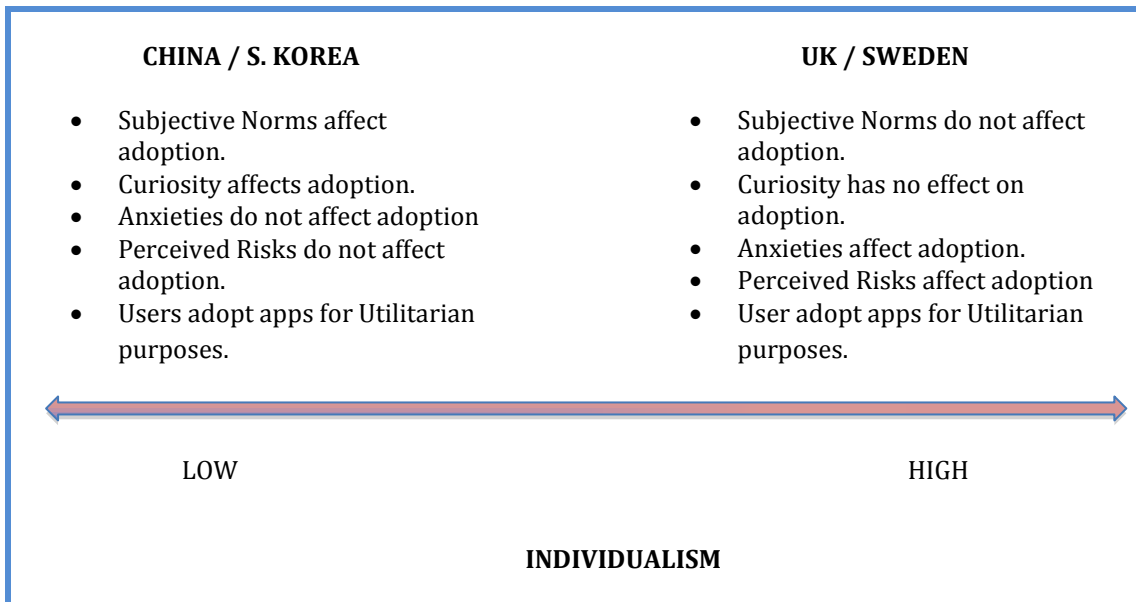 CHINA / S. KOREA
• Subjective Norms affect
adoption.
• Curiosity affects adoption.
• Anxieties do not affect adoption
• Perceived Risks do not affect
adoption.
• Users adopt apps for Utilitarian
purposes.
UK / SWEDEN
• Subjective Norms do not affect
adoption.
• Curiosity has no effect on
adoption.
• Anxieties affect adoption.
• Perceived Risks affect adoption
• User adopt apps for Utilitarian
purposes.
LOW
HIGH
INDIVIDUALISM